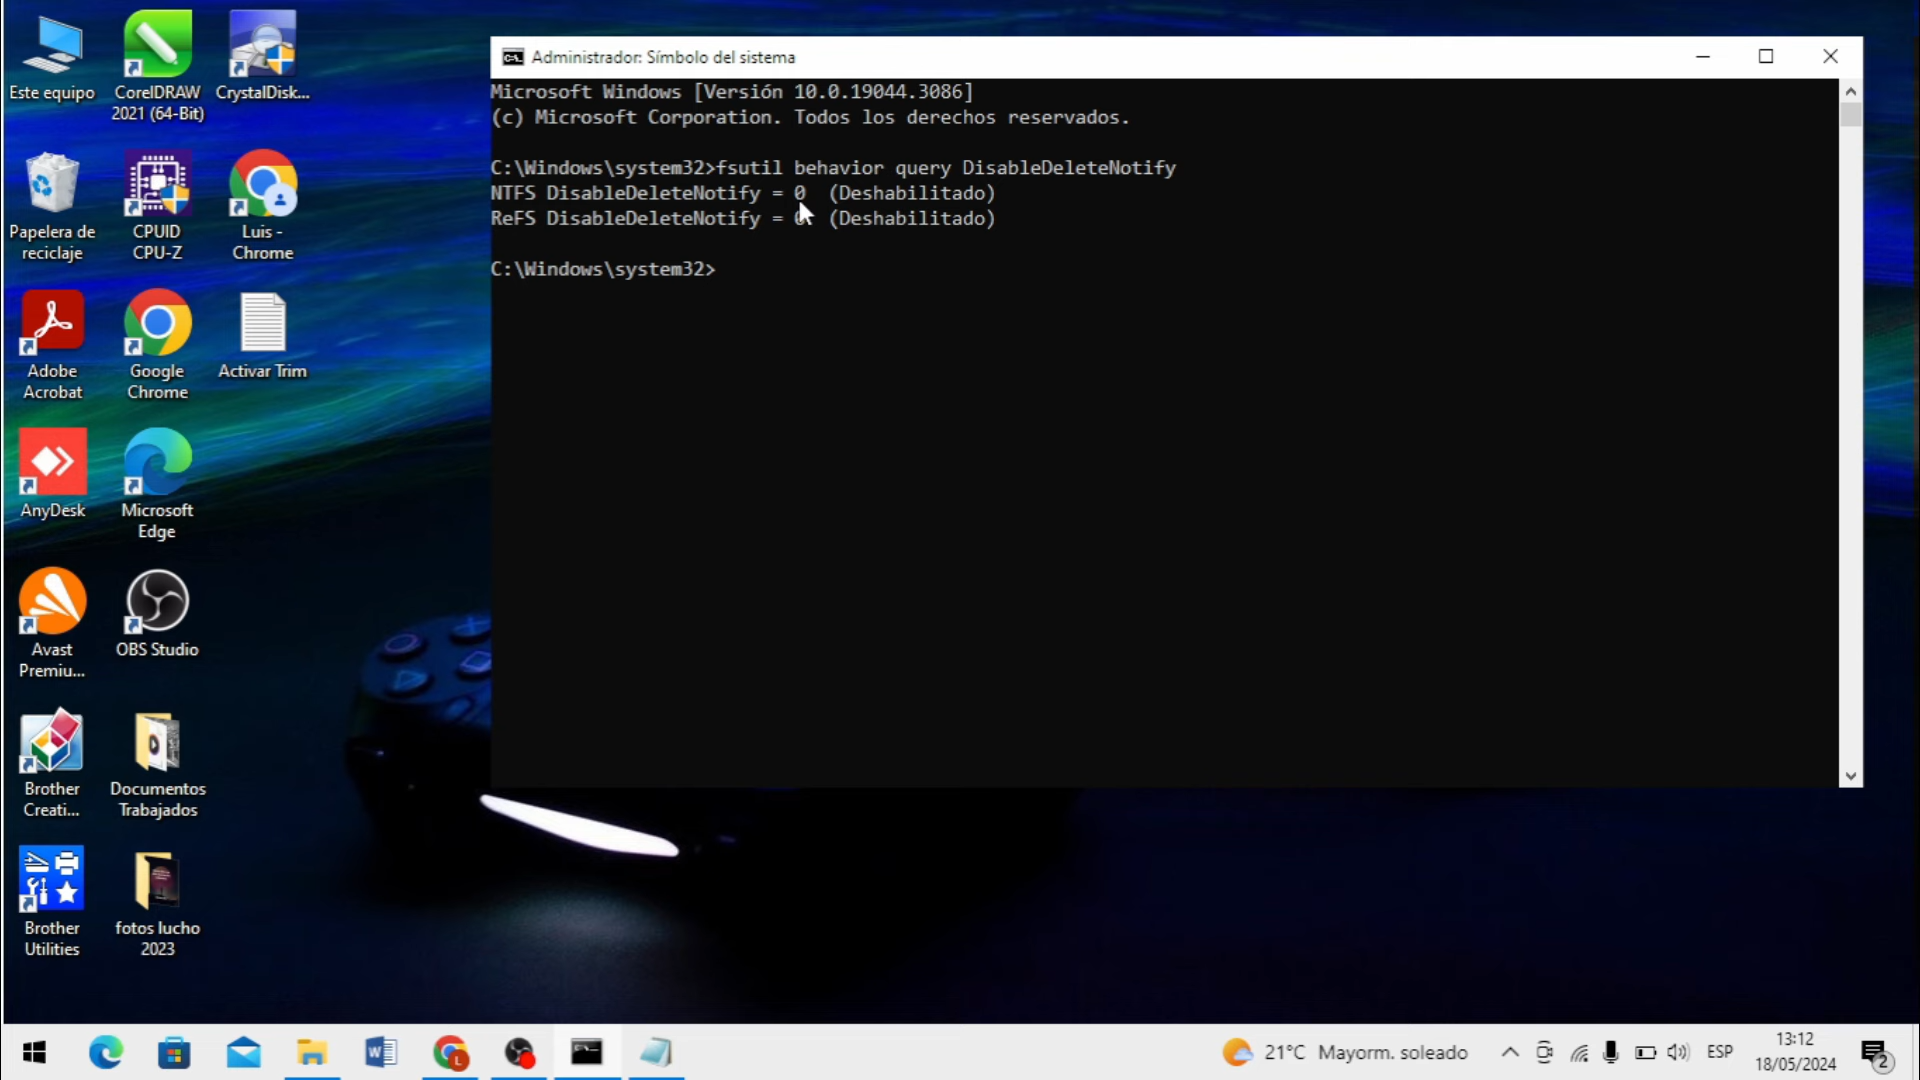 Este equipo
CorelDRAW
2021 (64-Bit)
CrystalDisk...
Papelera de
reciclaje
CPUID
CPU-Z
Luis -
Chrome
Adobe
Acrobat
Google
Chrome
Activar Trim
AnyDesk
Microsoft
Edge
Avast
Premiu...
OBS Studio
Brother
Creati...
Documentos
Trabajados
Brother
Utilities
fotos lucho
2023
Administrador: Símbolo del sistema
Microsoft Windows [Versión 10.0.19044.3086]
(c) Microsoft Corporation. Todos los derechos reservados.
C:\Windows\system32>fsutil behavior query DisableDeleteNotify
NTFS DisableDeleteNotify = 0  (Deshabilitado)
ReFS DisableDeleteNotify = 0  (Deshabilitado)
C:\Windows\system32>
21°C Mayorm. soleado
ESP
13:12
18/05/2024
2